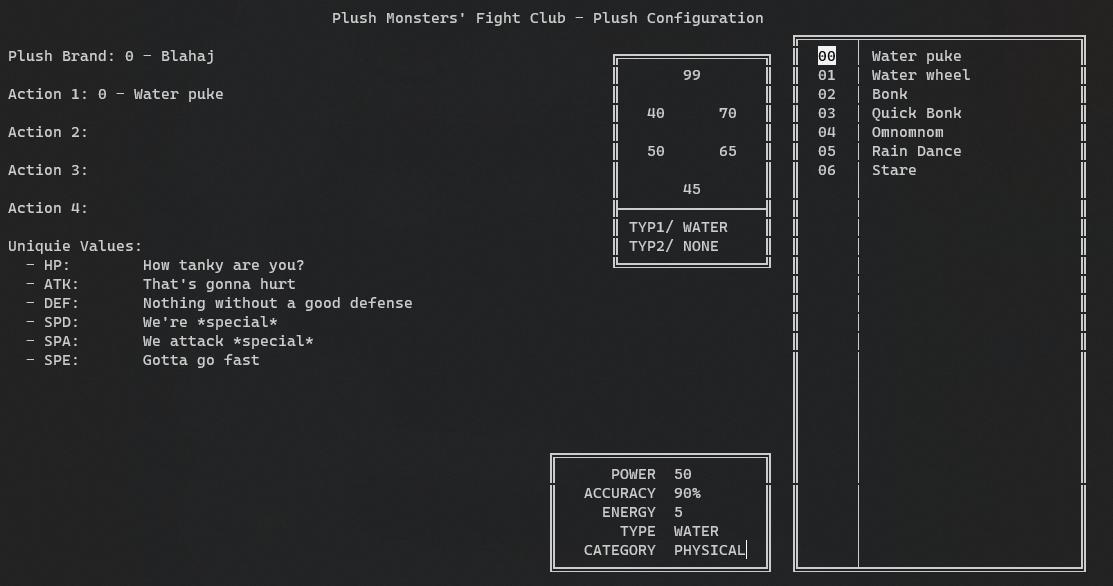 Plush Monsters' Fight Club - Plush Configuration
Plush Brand: 0 - Blahaj
Action 1: 0 - Water puke
Action 2:
Action 3:
Action 4:
Uniquie Values:
- HP: How tanky are you?
- ATK: That's gonna hurt
- DEF: Nothing without a good defense
- SPD: We're *special*
- SPA: We attack *special*
- SPE: Gotta go fast
99
40 70
50 65
45
TYP1/ WATER
TYP2/ NONE
POWER 50
ACCURACY 90%
ENERGY 5
TYPE WATER
CATEGORY PHYSICAL
00 Water puke
01 Water wheel
02 Bonk
03 Quick Bonk
04 Omnomnom
05 Rain Dance
06 Stare